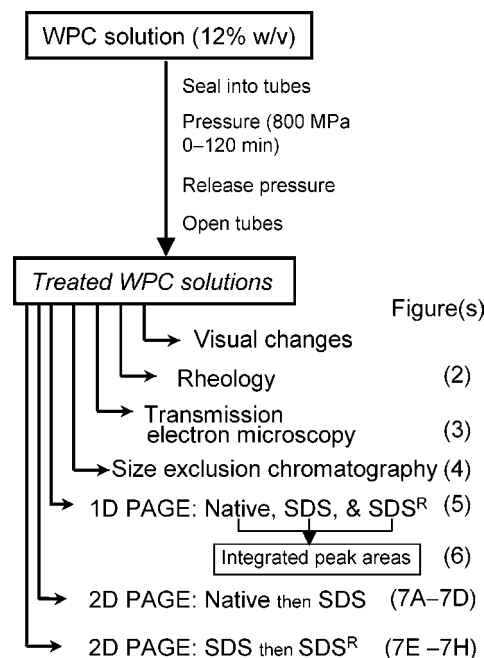 WPC solution (12% w/v)
Seal into tubes
Pressure (800 MPa
0–120 min)
Release pressure
Open tubes
Treated WPC solutions
Figure(s)
Visual changes
Rheology (2)
Transmission
electron microscopy (3)
Size exclusion chromatography (4)
1D PAGE: Native, SDS, & SDSᴿ (5)
Integrated peak areas (6)
2D PAGE: Native then SDS (7A–7D)
2D PAGE: SDS then SDSᴿ (7E –7H)